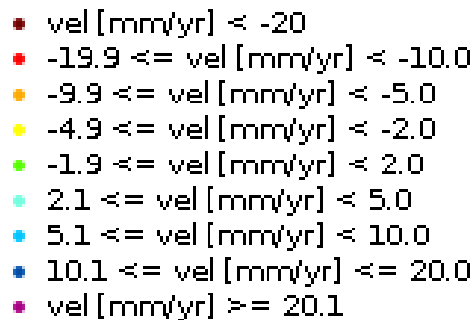 vel [mm/yr] < -20
-19.9 <= vel [mm/yr] < -10.0
-9.9 <= vel [mm/yr] < -5.0
-4.9 <= vel [mm/yr] < -2.0
-1.9 <= vel [mm/yr] < 2.0
2.1 <= vel [mm/yr] < 5.0
5.1 <= vel [mm/yr] < 10.0
10.1 <= vel [mm/yr] <= 20.0
vel [mm/yr] >= 20.1